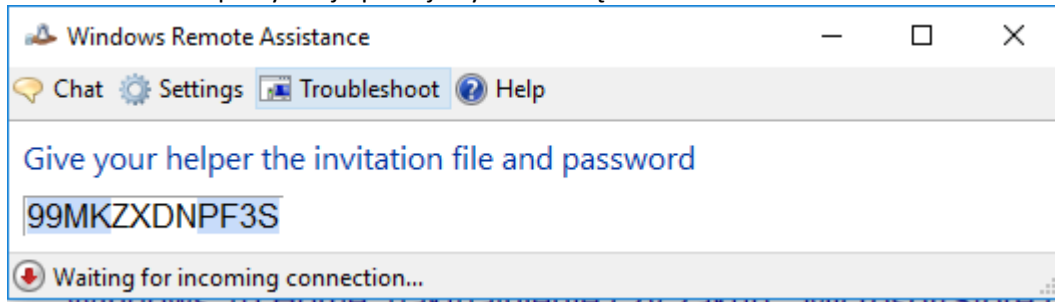 Windows Remote Assistance
Chat Settings Troubleshoot Help
Give your helper the invitation file and password
99MKZXDNPF3S
Waiting for incoming connection...